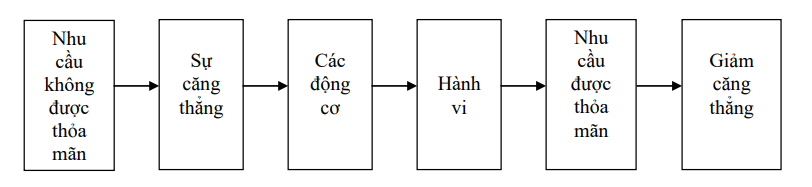 Nhu
cầu
không
được
thỏa
mãn
Sự
căng
thẳng
Các
động
cơ
Hành
vi
Nhu
cầu
được
thỏa
mãn
Giảm
căng
thẳng